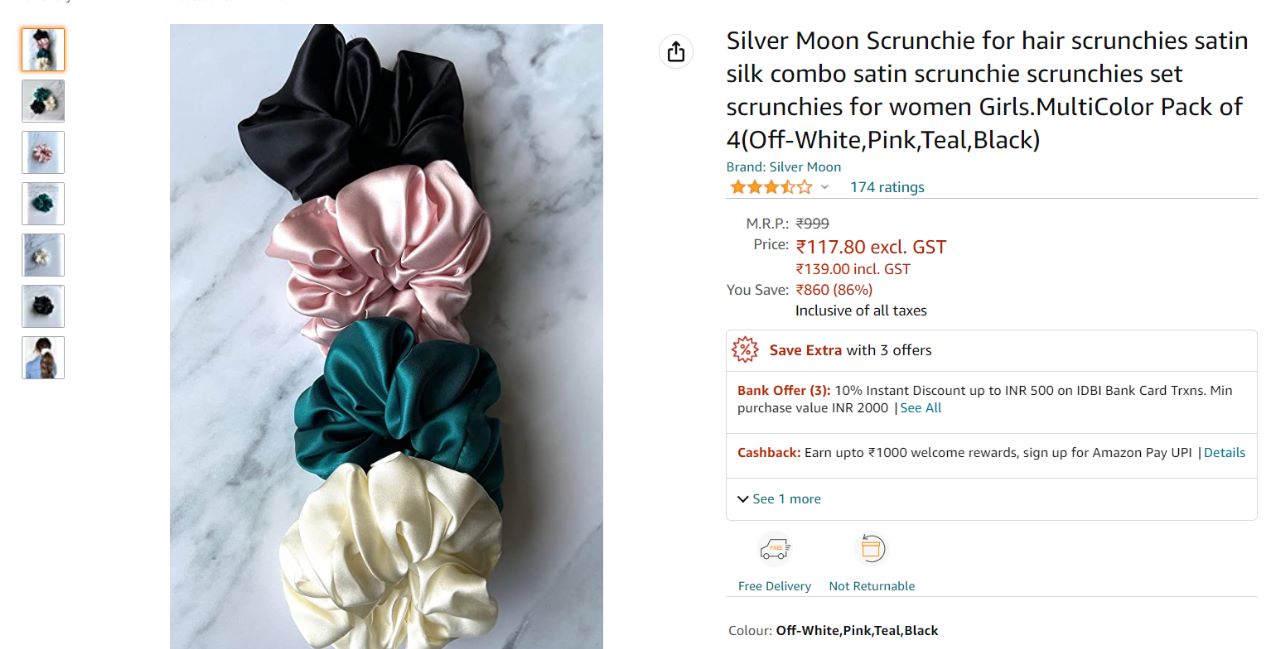 Silver Moon Scrunchie for hair scrunchies satin
silk combo satin scrunchie scrunchies set
scrunchies for women Girls.MultiColor Pack of
4(Off-White,Pink,Teal,Black)
Brand: Silver Moon
174 ratings
M.R.P.: ₹999
Price: ₹117.80 excl. GST
₹139.00 incl. GST
You Save: ₹860 (86%)
Inclusive of all taxes
% Save Extra with 3 offers
Bank Offer (3): 10% Instant Discount up to INR 500 on IDBI Bank Card Trxns. Min
purchase value INR 2000 | See All
Cashback: Earn upto ₹1000 welcome rewards, sign up for Amazon Pay UPI | Details
See 1 more
FREE
Free Delivery Not Returnable
Colour: Off-White,Pink,Teal,Black